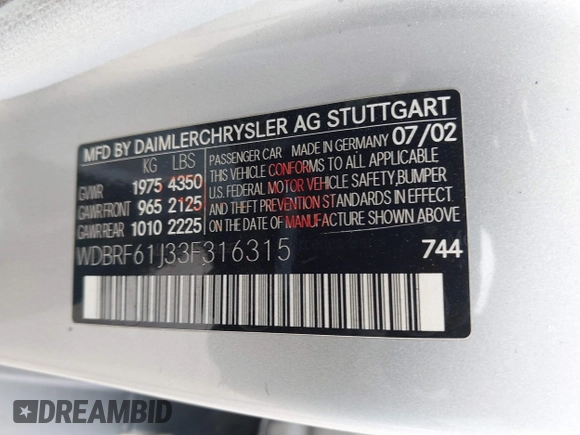 MFD BY DAIMLERCHRYSLER AG STUTTGART
KG LBS
GVWR 1975 4350
GAWR FRONT 965 2125
GAWR REAR 1010 2225
PASSENGER CAR MADE IN GERMANY 07/02
THIS VEHICLE CONFORMS TO ALL APPLICABLE
U.S. FEDERAL MOTOR VEHICLE SAFETY,BUMPER
AND THEFT PREVENTION STANDARDS IN EFFECT
ON THE DATE OF MANUFACTURE SHOWN ABOVE
WDBRF61J33F316315
744
DREAMBID